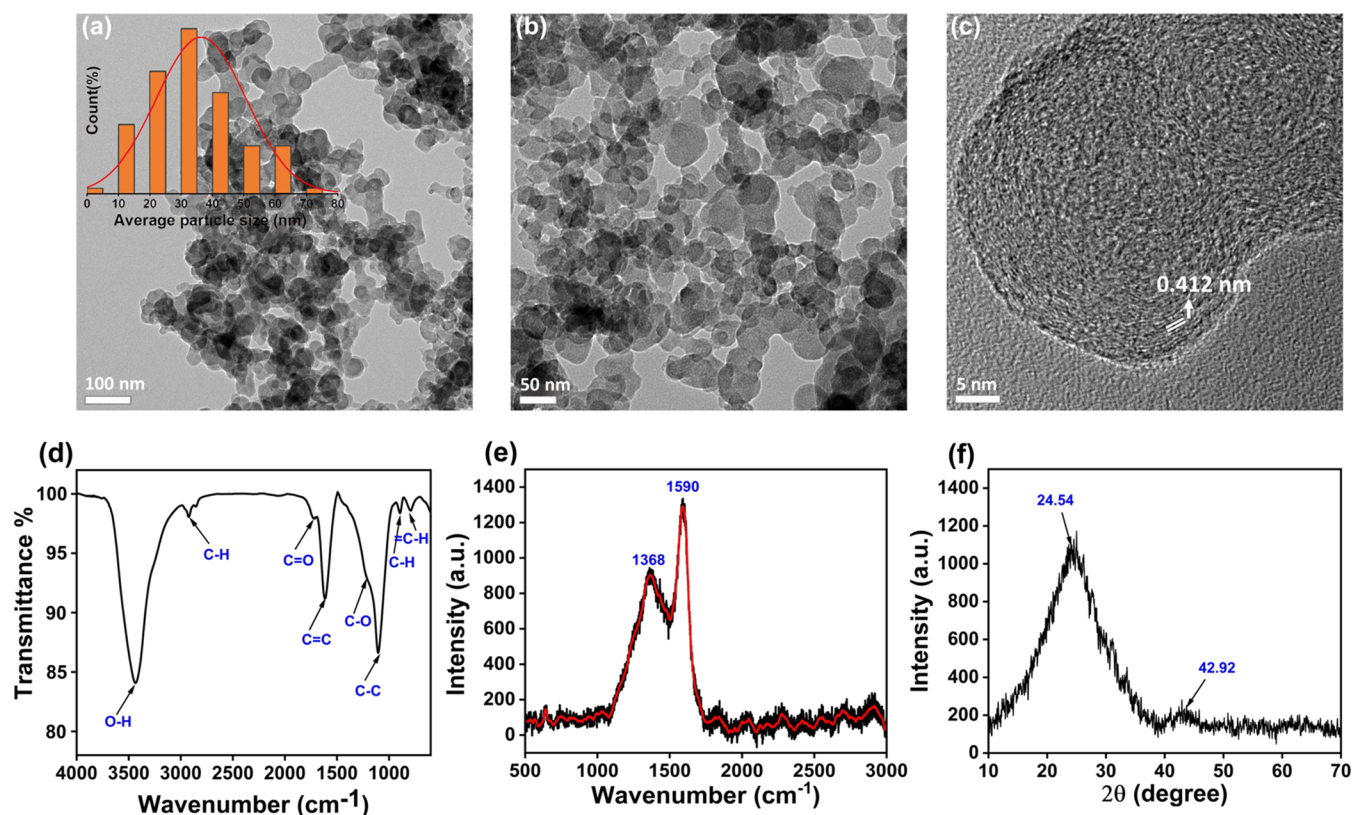 (a)
Count(%)
0 10 20 30 40 50 60 70 80
Average particle size (nm)
100 nm
(b)
50 nm
(c)
0.412 nm
5 nm
(d)
Transmittance %
100
95
90
85
80
O-H
C-H
C=O
C=C
C-O
C-C
C-H
=C-H
4000 3500 3000 2500 2000 1500 1000
Wavenumber (cm-1)
(e)
Intensity (a.u.)
1400
1200
1000
800
600
400
200
0
1368
1590
500 1000 1500 2000 2500 3000
Wavenumber (cm-1)
(f)
Intensity (a.u.)
1400
1200
1000
800
600
400
200
0
24.54
42.92
10 20 30 40 50 60 70
2θ (degree)